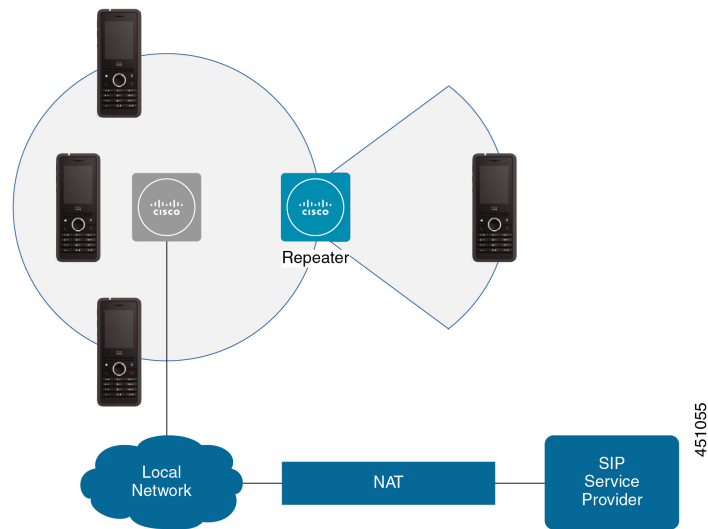 CISCO
CISCO
Repeater
Local
Network
NAT
SIP
Service
Provider
451055